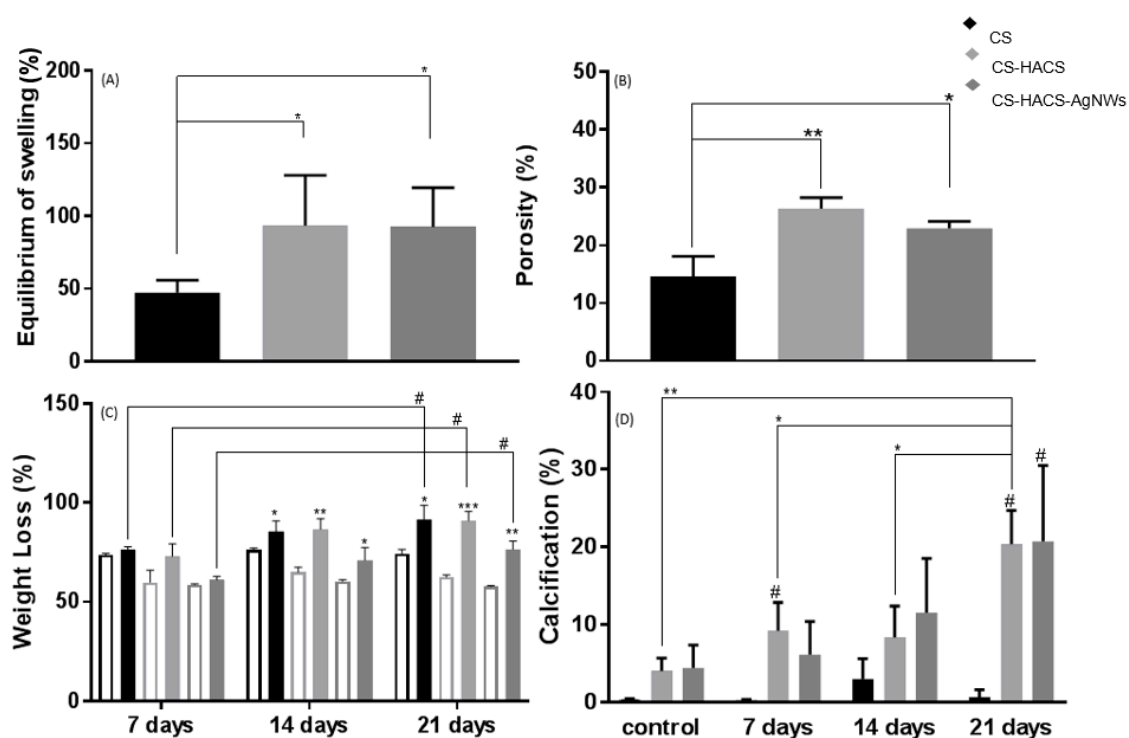 CS
CS-HACS
CS-HACS-AgNWs
(A)
Equilibrium of swelling (%)
200
150
100
50
0
*
*
(B)
Porosity (%)
50
40
30
20
10
0
**
*
(C)
Weight Loss (%)
150
100
50
0
#
#
#
*
**
*
*
***
**
7 days
14 days
21 days
(D)
Calcification (%)
40
30
20
10
0
**
*
*
#
#
#
control
7 days
14 days
21 days